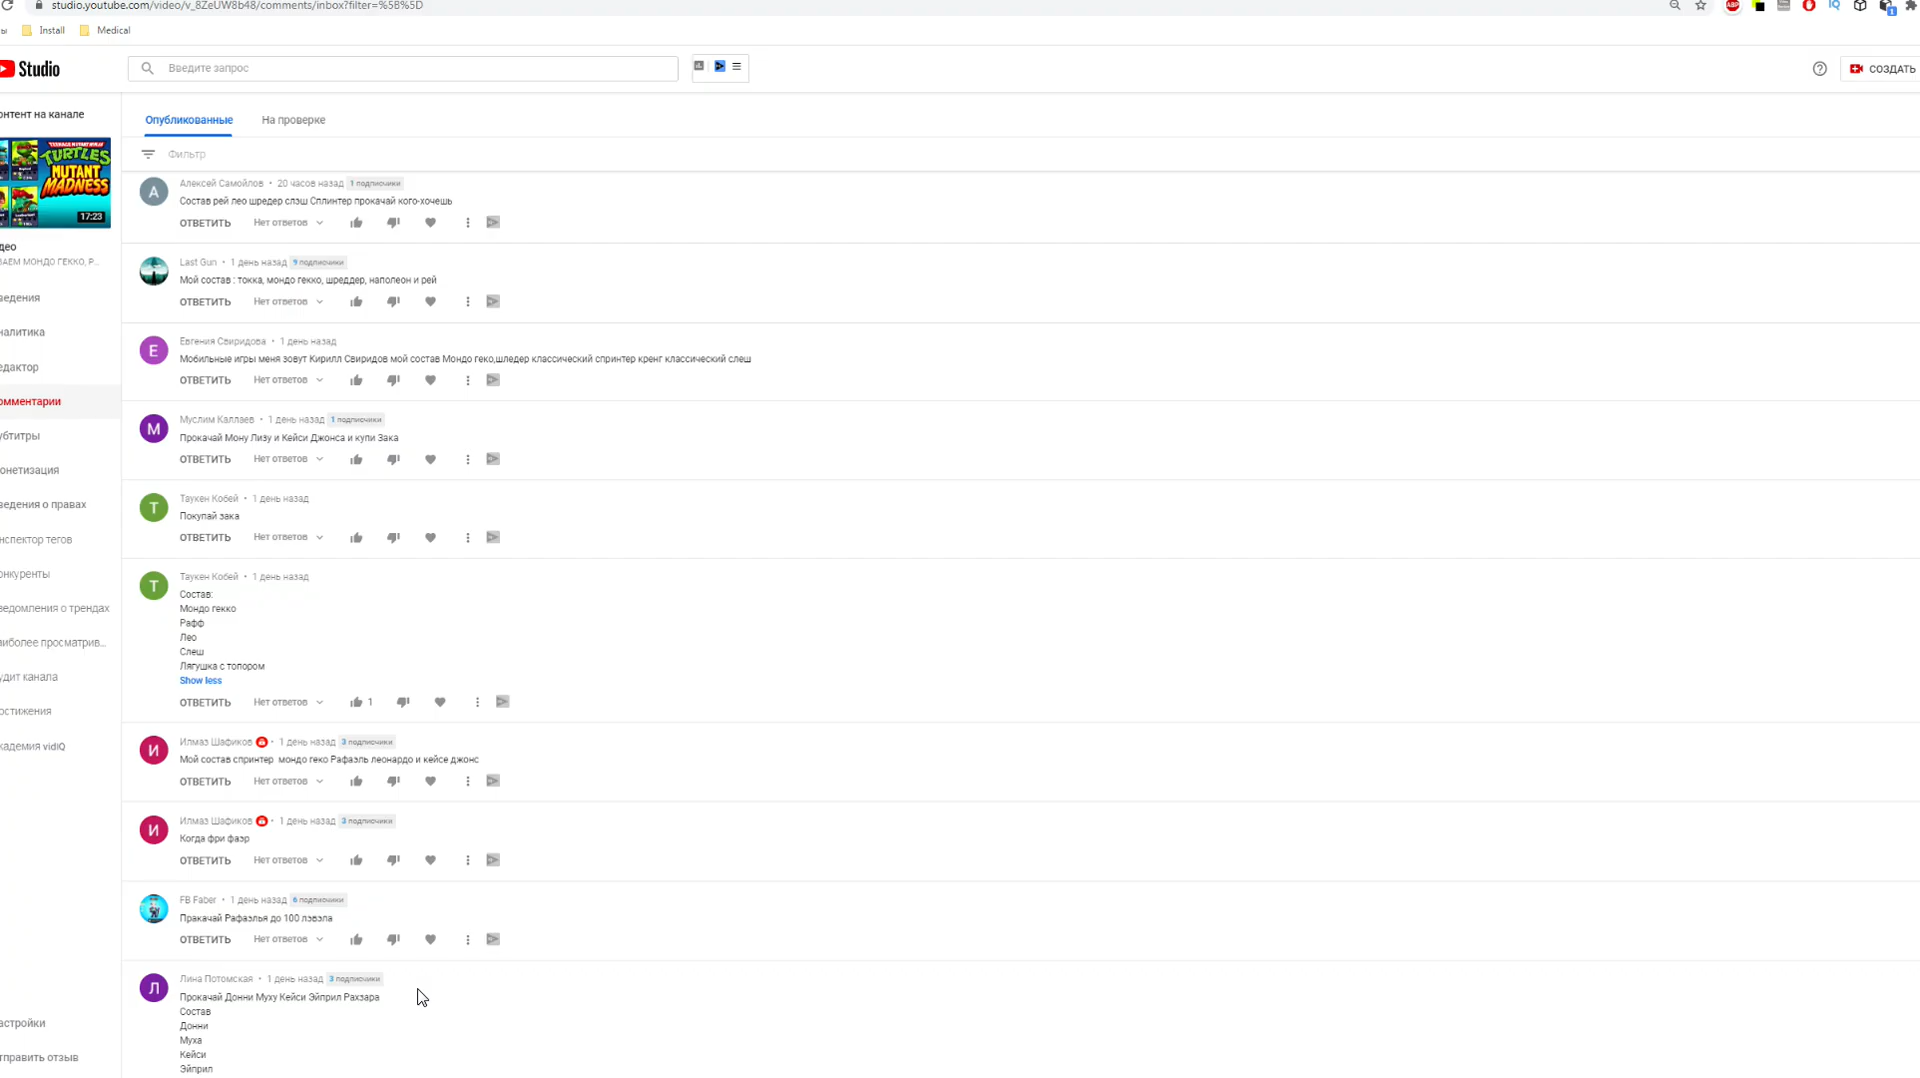 studio.youtube.com/video/v_8ZeUW8b48/comments/inbox?filter=%5B%5D
ы Install Medical
Studio
Введите запрос
СОЗДАТЬ
онтент на канале
TURTLES
MUTANT
MADNESS
17:23
део
ВАЕМ МОНДО ГЕККО, Р...
ведения
налитика
едактор
омментарии
убтитры
онетизация
ведения о правах
нспектор тегов
онкуренты
ведомления о трендах
аиболее просматрив...
удит канала
остижения
кадемия vidIQ
астройки
тправить отзыв
Опубликованные На проверке
Фильтр
А
Алексей Самойлов • 20 часов назад 1 подписчики
Состав рей лео шредер слэш Сплинтер прокачай кого-хочешь
ОТВЕТИТЬ Нет ответов
Last Gun • 1 день назад 9 подписчики
Мой состав : токка, мондо гекко, шреддер, наполеон и рей
ОТВЕТИТЬ Нет ответов
Е
Евгения Свиридова • 1 день назад
Мобильные игры меня зовут Кирилл Свиридов мой состав Мондо геко,шледер классический спринтер кренг классический слеш
ОТВЕТИТЬ Нет ответов
М
Муслим Каллаев • 1 день назад 1 подписчики
Прокачай Мону Лизу и Кейси Джонса и купи Зака
ОТВЕТИТЬ Нет ответов
Т
Таукен Кобей • 1 день назад
Покупай зака
ОТВЕТИТЬ Нет ответов
Т
Таукен Кобей • 1 день назад
Состав:
Мондо гекко
Рафф
Лео
Слеш
Лягушка с топором
Show less
ОТВЕТИТЬ Нет ответов 1
И
Илмаз Шафиков • 1 день назад 3 подписчики
Мой состав спринтер мондо геко Рафаэль леонардо и кейсе джонс
ОТВЕТИТЬ Нет ответов
И
Илмаз Шафиков • 1 день назад 3 подписчики
Когда фри фаэр
ОТВЕТИТЬ Нет ответов
FB Faber • 1 день назад 6 подписчики
Пракачай Рафаэлья до 100 лэвэла
ОТВЕТИТЬ Нет ответов
Л
Лина Потомская • 1 день назад 3 подписчики
Прокачай Донни Муху Кейси Эйприл Рахзара
Состав
Донни
Муха
Кейси
Эйприл